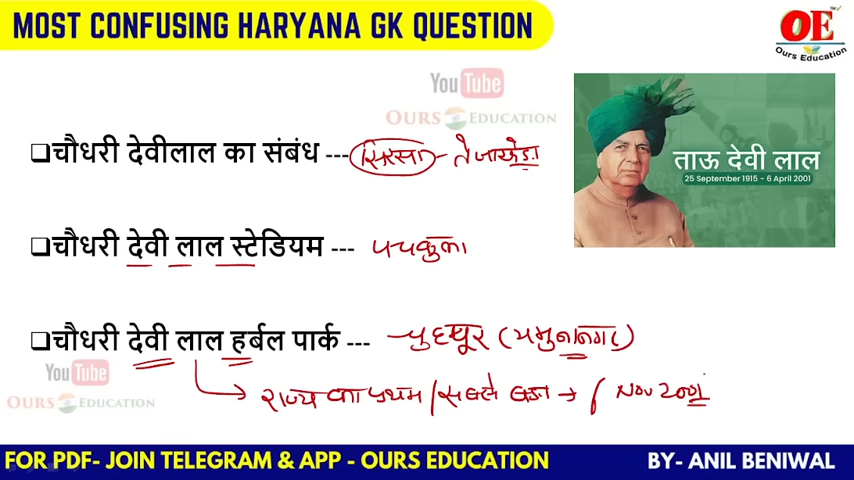 MOST CONFUSING HARYANA GK QUESTION
OE
Ours Education
YouTube
OURS EDUCATION
चौधरी देवीलाल का संबंध --- सिरसा - तेजाखेड़ा
ताऊ देवी लाल
25 September 1915 - 6 April 2001
चौधरी देवी लाल स्टेडियम --- पंचकुला
चौधरी देवी लाल हर्बल पार्क --- (यमुनानगर)
YouTube
OURS EDUCATION
राज्य का प्रथम / सबसे बड़ा → Nov 2001
FOR PDF- JOIN TELEGRAM & APP - OURS EDUCATION
BY- ANIL BENIWAL